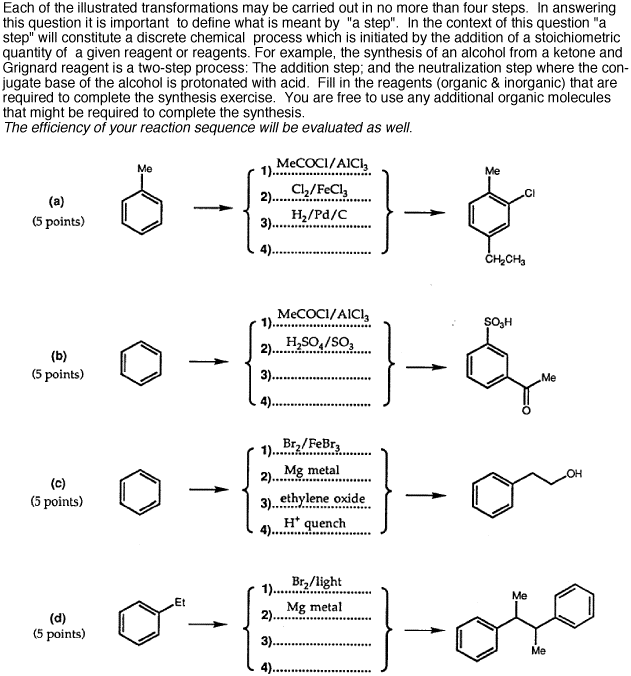 Each of the illustrated transformations may be carried out in no more than four steps.  In answering
this question it is important  to define what is meant by  "a step".  In the context of this question "a
step" will constitute a discrete chemical  process which is initiated by the addition of a stoichiometric
quantity of  a given reagent or reagents. For example, the synthesis of an alcohol from a ketone and
Grignard reagent is a two-step process: The addition step; and the neutralization step where the con-
jugate base of the alcohol is protonated with acid.  Fill in the reagents (organic & inorganic) that are
required to complete the synthesis exercise.  You are free to use any additional organic molecules
that might be required to complete the synthesis.
The efficiency of your reaction sequence will be evaluated as well.
(a)
(5 points)
Me
1) MeCOCl/AlCl₃
2) Cl₂/FeCl₃
3) H₂/Pd/C
4)
Me
Cl
CH₂CH₃
(b)
(5 points)
1) MeCOCl/AlCl₃
2) H₂SO₄/SO₃
3)
4)
SO₃H
Me
O
(c)
(5 points)
1) Br₂/FeBr₃
2) Mg metal
3) ethylene oxide
4) H⁺ quench
OH
(d)
(5 points)
Et
1) Br₂/light
2) Mg metal
3)
4)
Me
Me